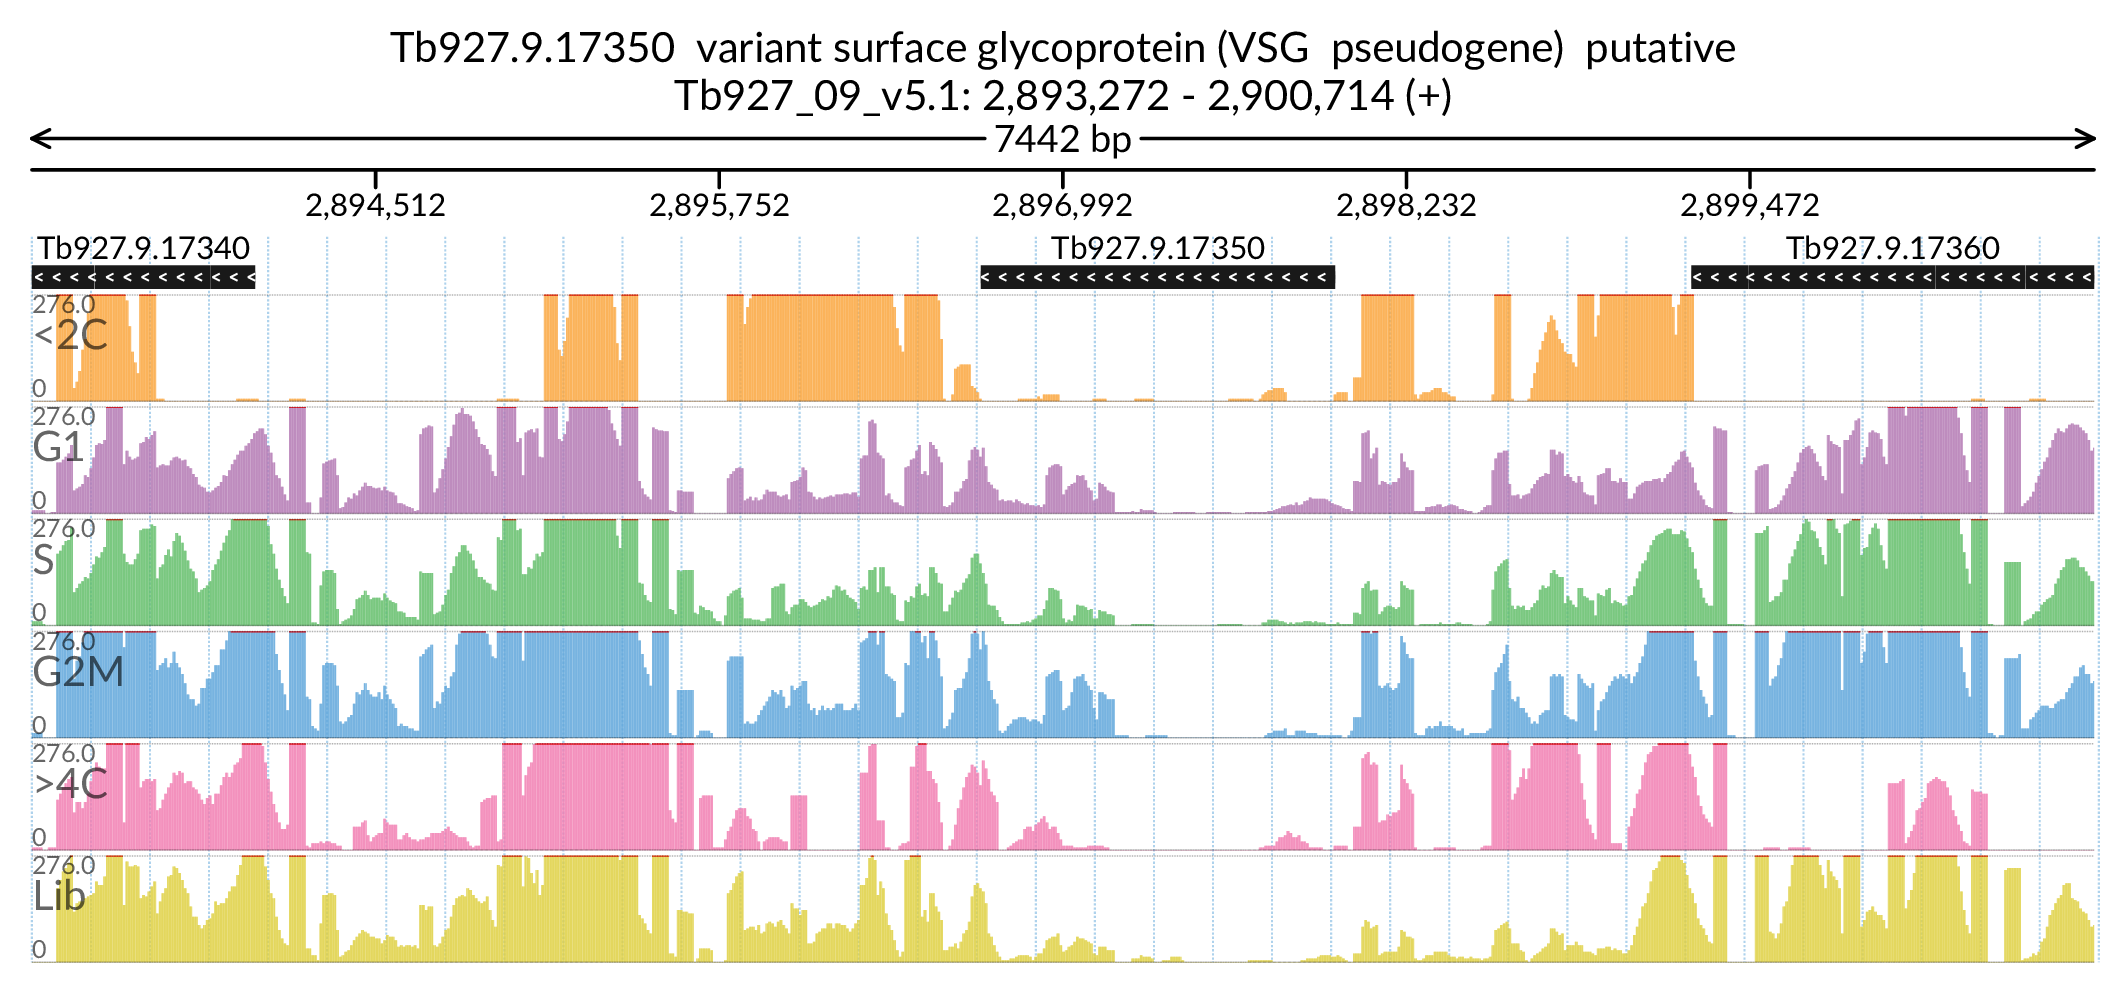 Tb927.9.17350  variant surface glycoprotein (VSG  pseudogene)  putative
Tb927_09_v5.1: 2,893,272 - 2,900,714 (+)
7442 bp
2,894,512 2,895,752 2,896,992 2,898,232 2,899,472
Tb927.9.17340 Tb927.9.17350 Tb927.9.17360
276.0
<2C
0
276.0
G1
0
276.0
S
0
276.0
G2M
0
276.0
>4C
0
276.0
Lib
0